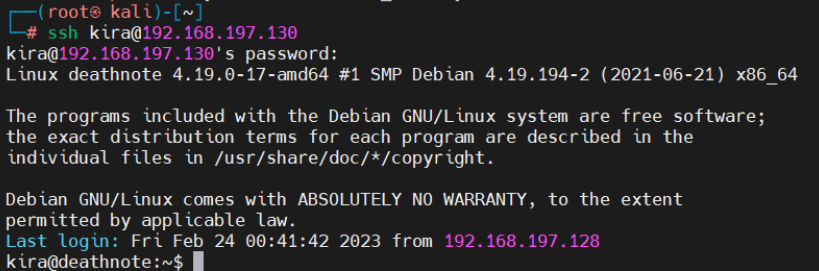 ┌──(root㉿ kali)-[~]
└─# ssh kira@192.168.197.130
kira@192.168.197.130's password:
Linux deathnote 4.19.0-17-amd64 #1 SMP Debian 4.19.194-2 (2021-06-21) x86_64

The programs included with the Debian GNU/Linux system are free software;
the exact distribution terms for each program are described in the
individual files in /usr/share/doc/*/copyright.

Debian GNU/Linux comes with ABSOLUTELY NO WARRANTY, to the extent
permitted by applicable law.
Last login: Fri Feb 24 00:41:42 2023 from 192.168.197.128
kira@deathnote:~$